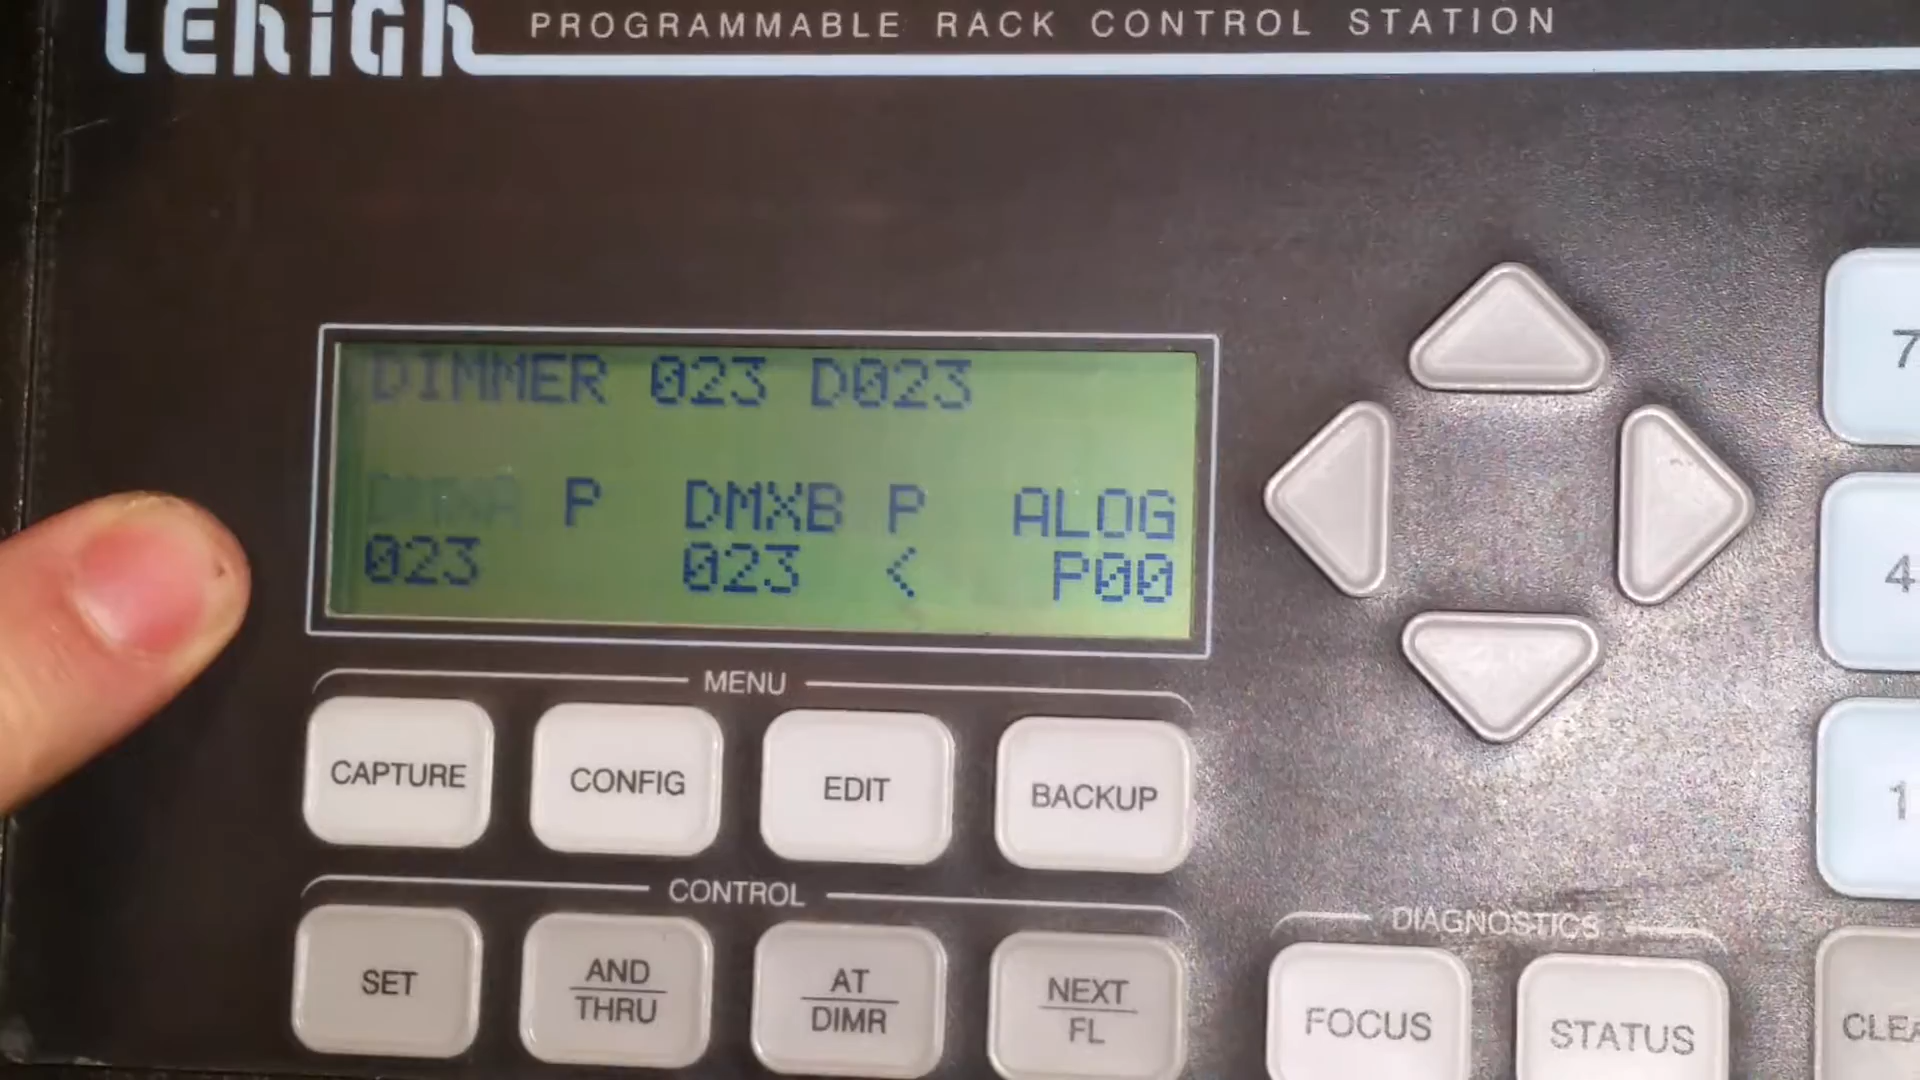 LEHIGH PROGRAMMABLE RACK CONTROL STATION
DIMMER 023 D023
DMXA P DMXB P ALOG
023 023 < P00
MENU
CAPTURE CONFIG EDIT BACKUP
CONTROL
SET AND/THRU AT/DIMR NEXT/FL
DIAGNOSTICS
FOCUS STATUS
7
4
1